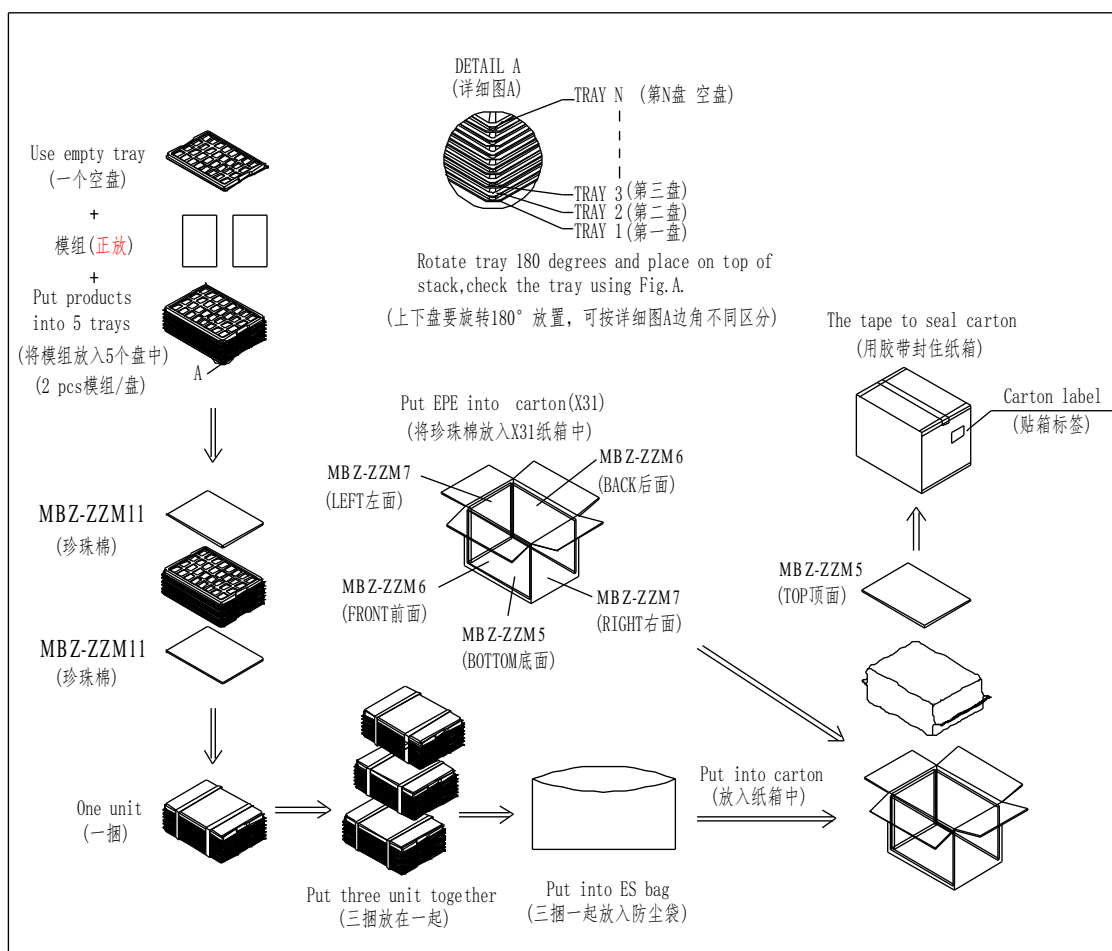 DETAIL A
(详细图A)
TRAY N (第N盘 空盘)
TRAY 3 (第三盘)
TRAY 2 (第二盘)
TRAY 1 (第一盘)
Rotate tray 180 degrees and place on top of
stack,check the tray using Fig.A.
(上下盘要旋转180°放置，可按详细图A边角不同区分)
Use empty tray
(一个空盘)
+
模组(正放)
+
Put products
into 5 trays
(将模组放入5个盘中)
(2 pcs模组/盘)
A
MBZ-ZZM11
(珍珠棉)
MBZ-ZZM11
(珍珠棉)
One unit
(一捆)
Put three unit together
(三捆放在一起)
Put into ES bag
(三捆一起放入防尘袋)
Put EPE into carton(X31)
(将珍珠棉放入X31纸箱中)
MBZ-ZZM7
(LEFT左面)
MBZ-ZZM6
(BACK后面)
MBZ-ZZM6
(FRONT前面)
MBZ-ZZM5
(BOTTOM底面)
MBZ-ZZM7
(RIGHT右面)
Put into carton
(放入纸箱中)
MBZ-ZZM5
(TOP顶面)
The tape to seal carton
(用胶带封住纸箱)
Carton label
(贴箱标签)